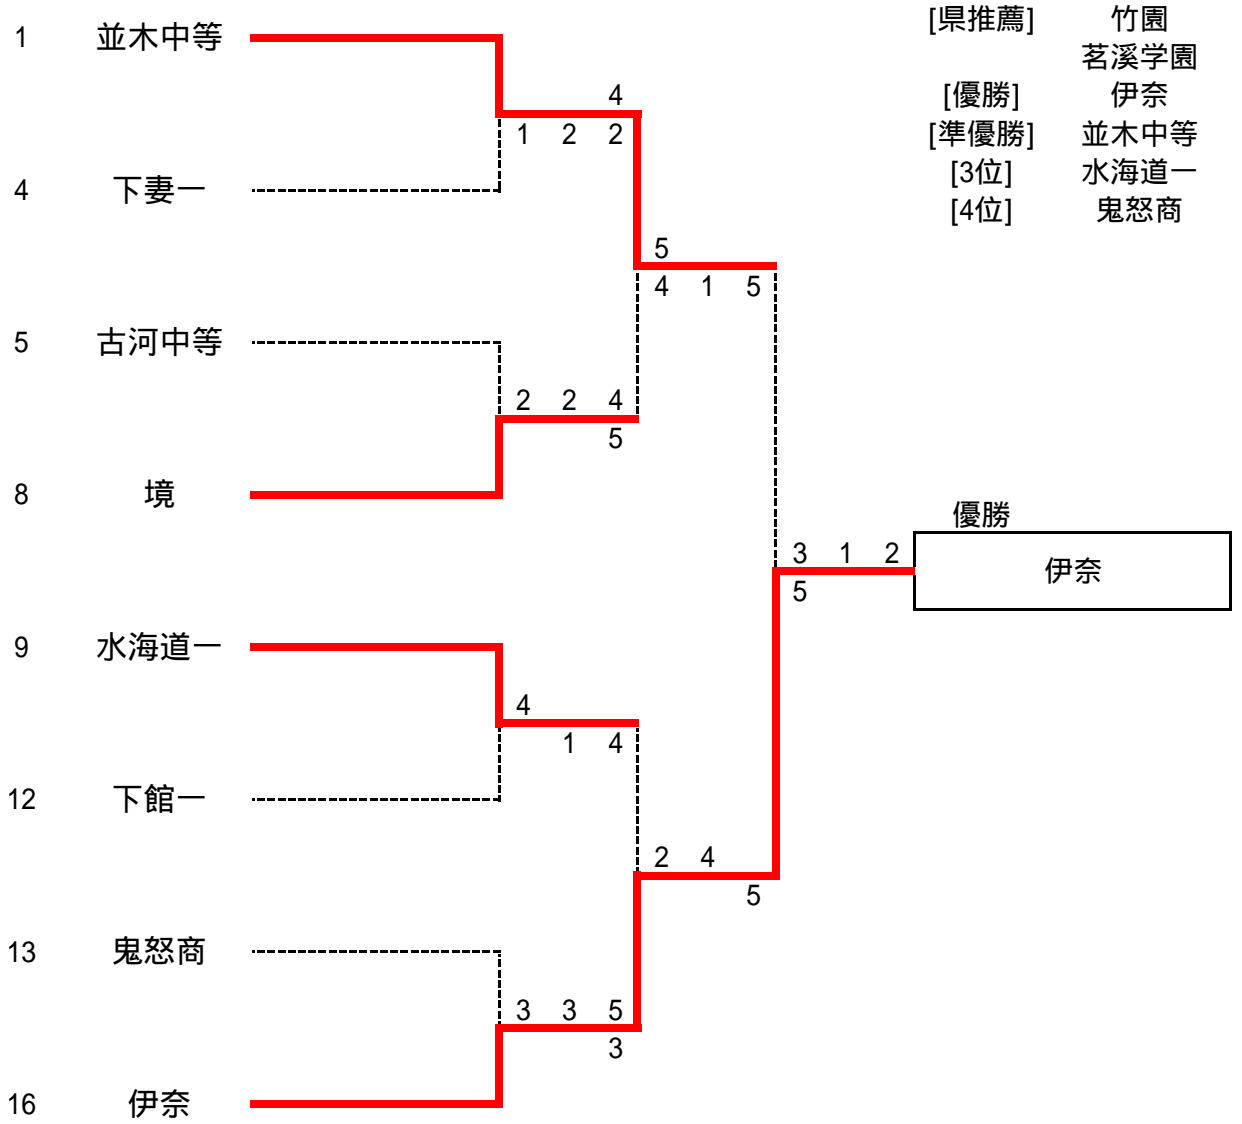 [県推薦] 竹園
茗溪学園
[優勝] 伊奈
[準優勝] 並木中等
[3位] 水海道一
[4位] 鬼怒商
1 並木中等
4
1 2 2
4 下妻一
5
4 1 5
5 古河中等
2 2 4
5
8 境
優勝
3 1 2
伊奈
5
9 水海道一
4
1 4
12 下館一
2 4
5
13 鬼怒商
3 3 5
3
16 伊奈